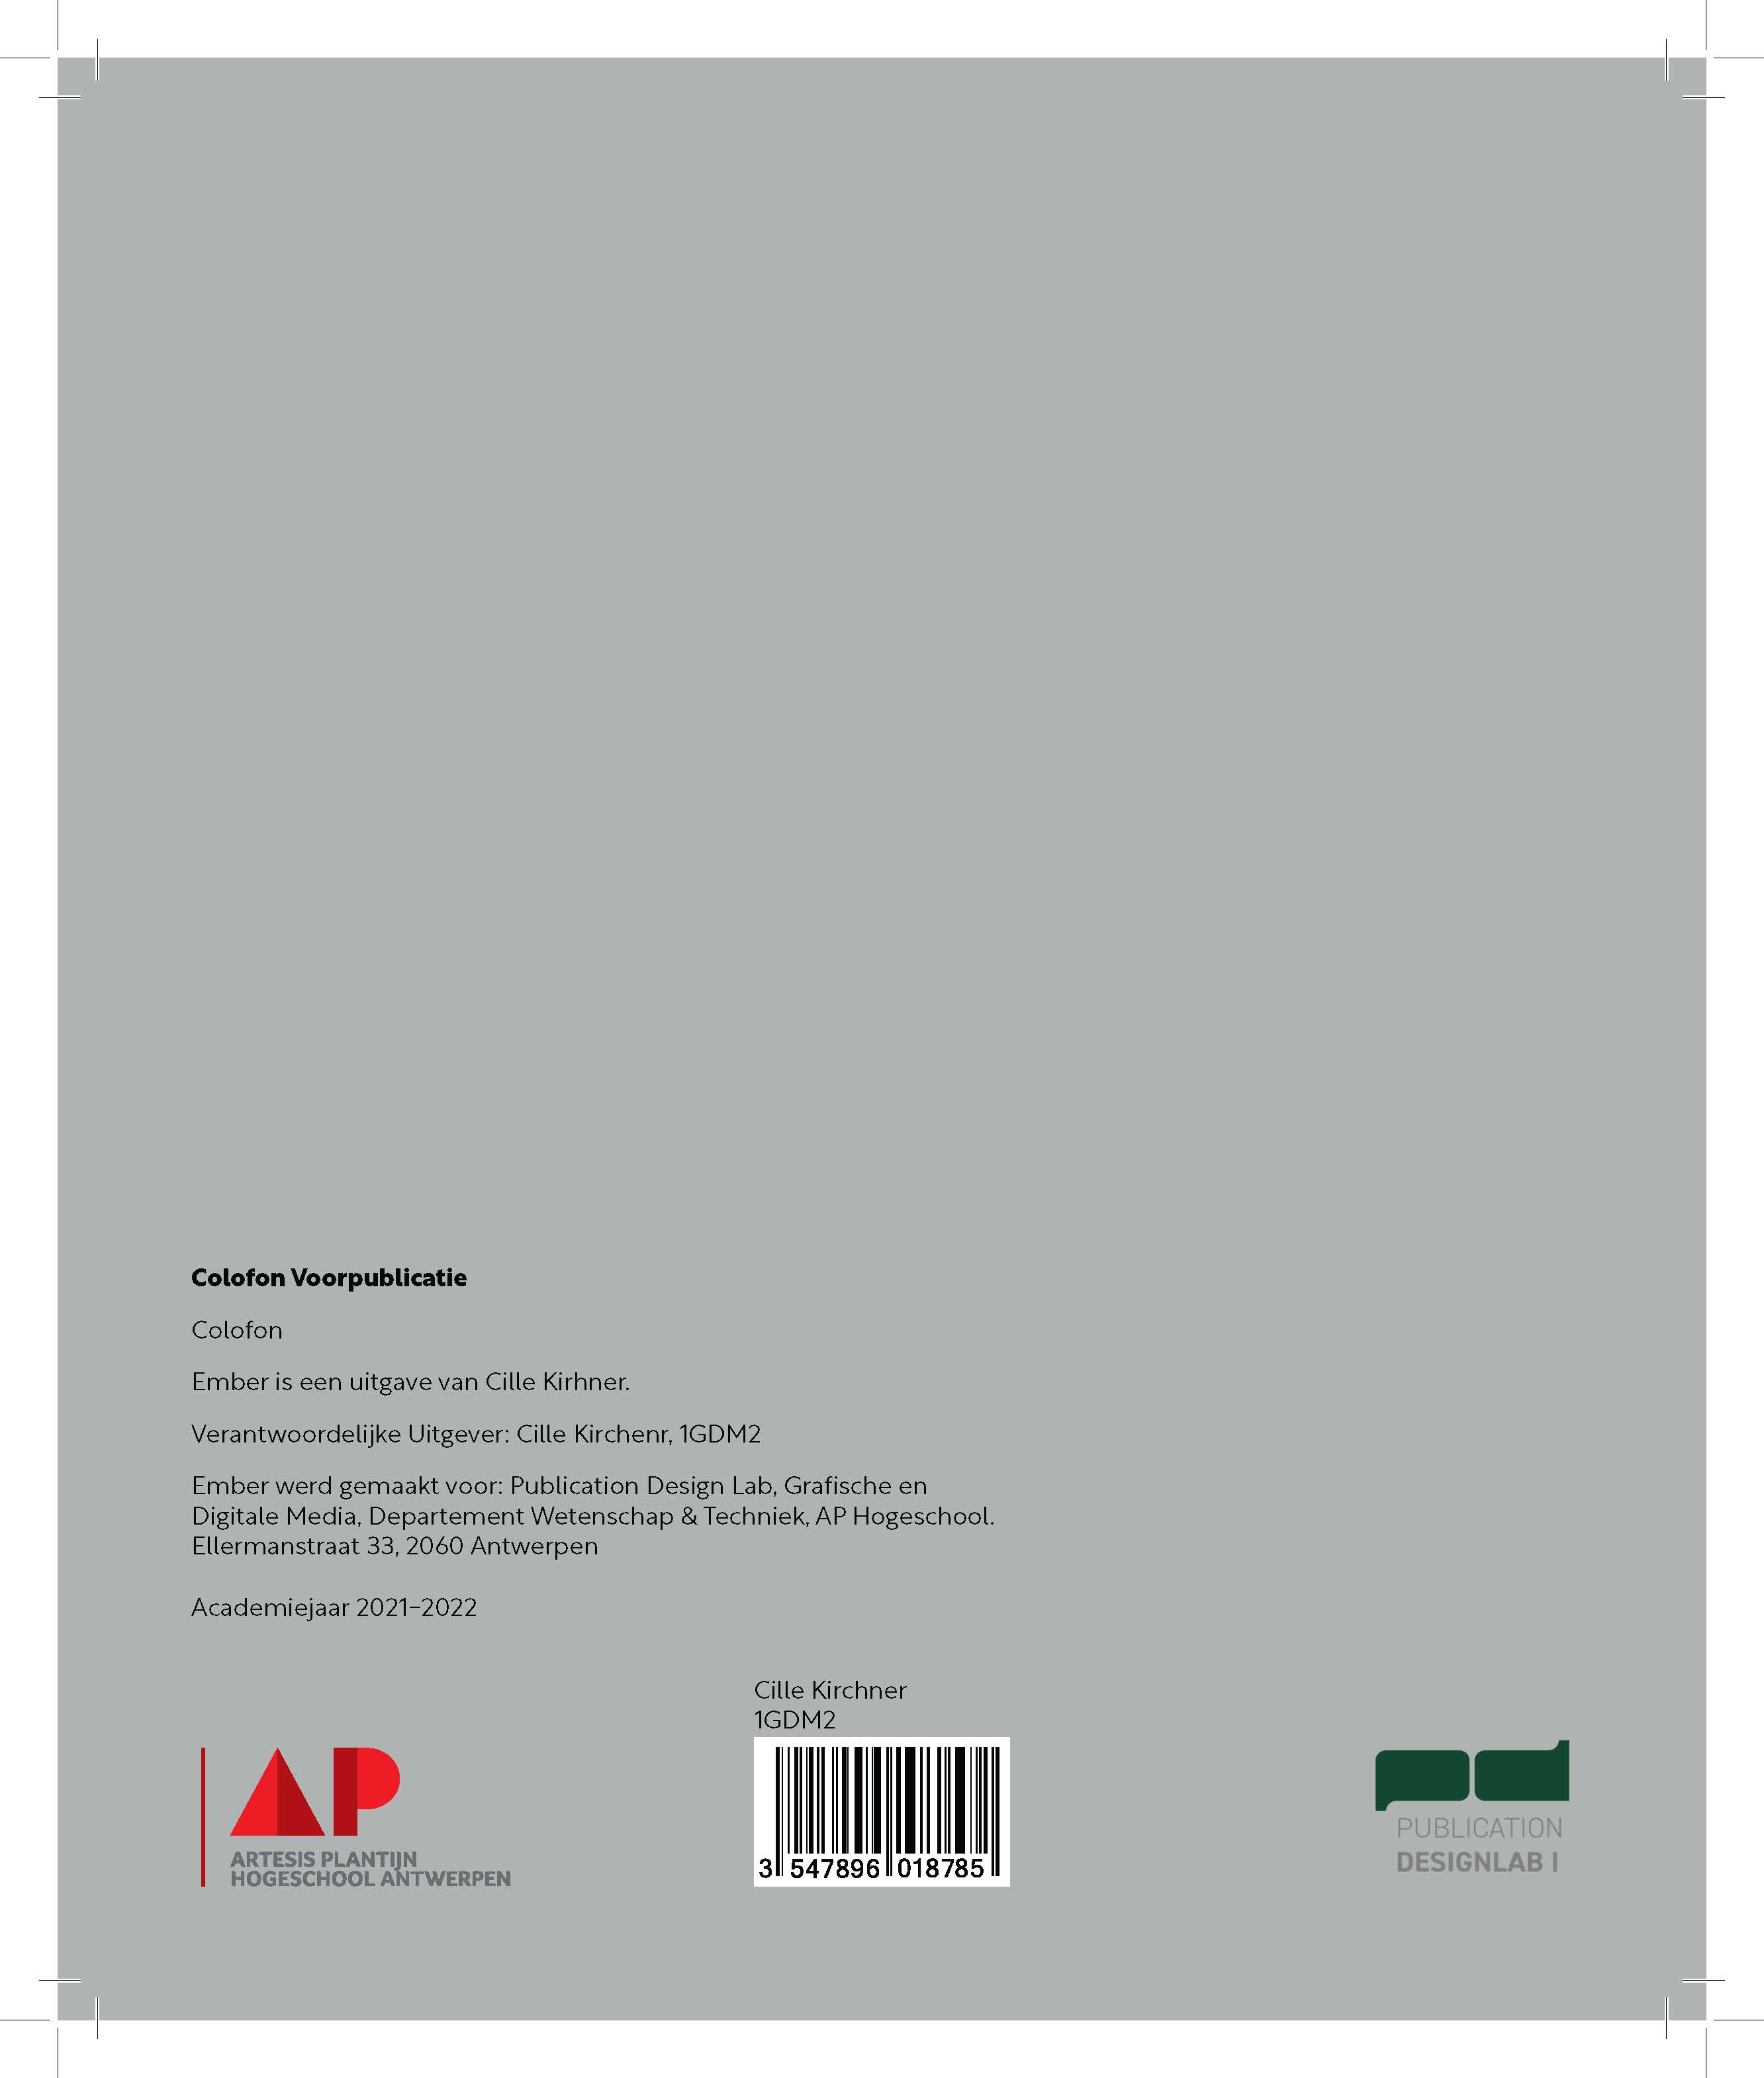 Colofon Voorpublicatie
Colofon
Ember is een uitgave van Cille Kirhner.
Verantwoordelijke Uitgever: Cille Kirchenr, 1GDM2
Ember werd gemaakt voor: Publication Design Lab, Grafische en
Digitale Media, Departement Wetenschap & Techniek, AP Hogeschool.
Ellermanstraat 33, 2060 Antwerpen
Academiejaar 2021–2022
Cille Kirchner
1GDM2
AP
ARTESIS PLANTIJN
HOGESCHOOL ANTWERPEN
3 547896 018785
pd
PUBLICATION
DESIGNLAB I